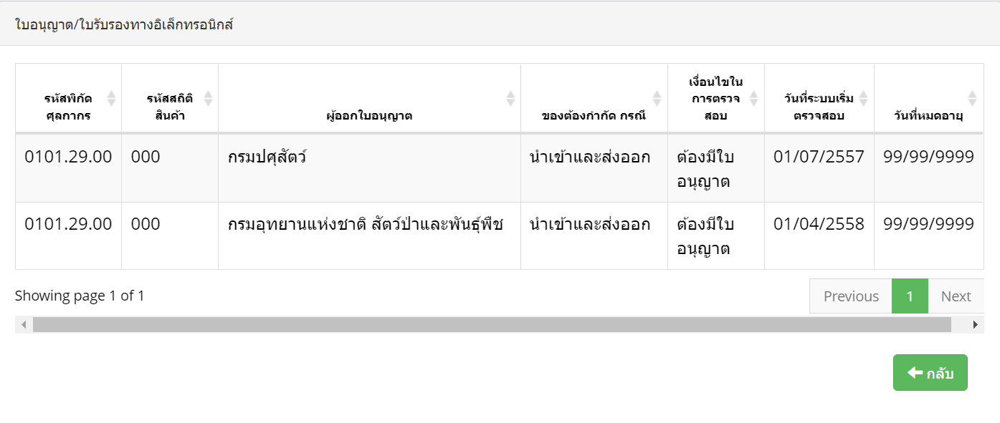 ใบอนุญาต/ใบรับรองทางอิเล็กทรอนิกส์
รหัสพิกัด
ศุลกากร
รหัสสถิติ
สินค้า
ผู้ออกใบอนุญาต
ของต้องกำกัด กรณี
เงื่อนไขใน
การตรวจ
สอบ
วันที่ระบบเริ่ม
ตรวจสอบ
วันที่หมดอายุ
0101.29.00 000 กรมปศุสัตว์ นำเข้าและส่งออก ต้องมีใบ 01/07/2557 99/99/9999
อนุญาต
0101.29.00 000 กรมอุทยานแห่งชาติ สัตว์ป่าและพันธุ์พืช นำเข้าและส่งออก ต้องมีใบ 01/04/2558 99/99/9999
อนุญาต
Showing page 1 of 1
Previous 1 Next
กลับ